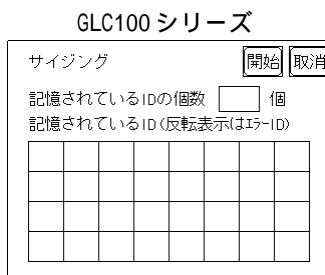 GLC100シリーズ
サイジング 開始 取消
記憶されているIDの個数 個
記憶されているID(反転表示はｴﾗｰID)